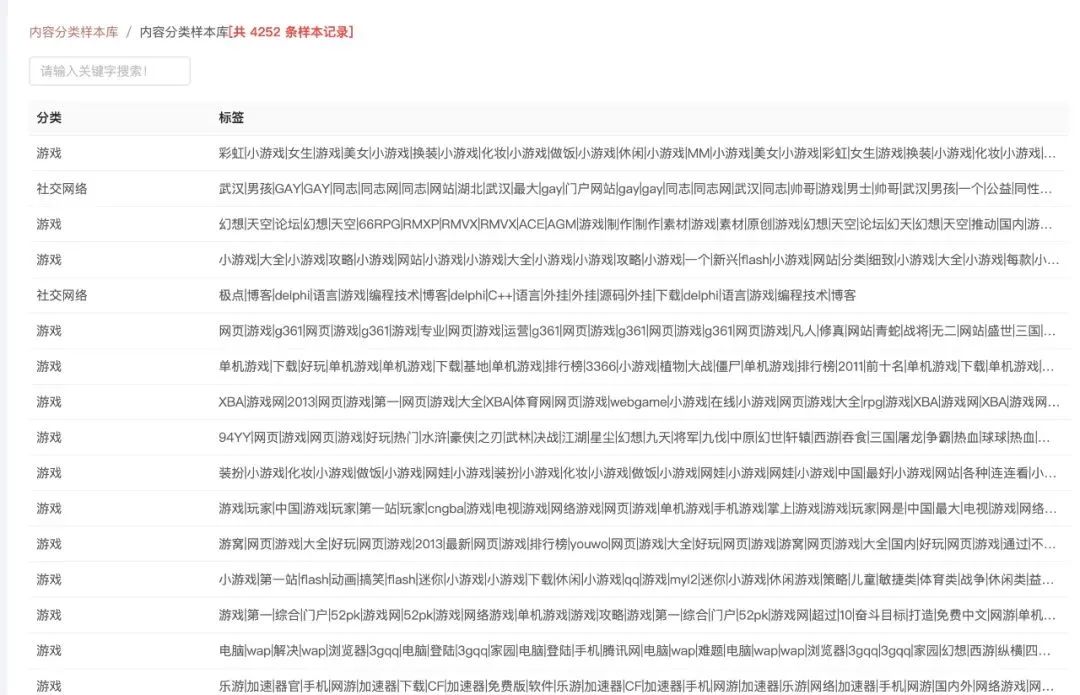 内容分类样本库 / 内容分类样本库[共 4252 条样本记录]
请输入关键字搜索!
分类 标签
游戏 彩虹|小游戏|女生|游戏|美女|小游戏|换装|小游戏|化妆|小游戏|做饭|小游戏|休闲|小游戏|MM|小游戏|美女|小游戏|彩虹|女生|游戏|换装|小游戏|化妆|小游戏|...
社交网络 武汉|男孩|GAY|GAY|同志|同志网|同志|网站|湖北|武汉|最大|gay|门户网站|gay|gay|同志|同志网|武汉|同志|帅哥|游戏|男士|帅哥|武汉|男孩|一个|公益|同性...
游戏 幻想|天空|论坛|幻想|天空|66RPG|RMXP|RMVX|RMVX|ACE|AGM|游戏|制作|制作|素材|游戏|素材|原创|游戏|幻想|天空|论坛|幻天|幻想|天空|推动|国内|游...
游戏 小游戏|大全|小游戏|攻略|小游戏|网站|小游戏|小游戏|大全|小游戏|小游戏|攻略|小游戏|一个|新兴|flash|小游戏|网站|分类|细致|小游戏|大全|小游戏|每款|小...
社交网络 极点|博客|delphi|语言|游戏|编程技术|博客|delphi|C++|语言|外挂|外挂|源码|外挂|下载|delphi|语言|游戏|编程技术|博客
游戏 网页|游戏|g361|网页|游戏|g361|游戏|专业|网页|游戏|运营|g361|网页|游戏|g361|网页|游戏|g361|网页|游戏|凡人|修真|网站|青蛇|战将|无二|网站|盛世|三国|...
游戏 单机游戏|下载|好玩|单机游戏|单机游戏|下载|基地|单机游戏|排行榜|3366|小游戏|植物|大战|僵尸|单机游戏|排行榜|2011|前十名|单机游戏|下载|单机游戏|...
游戏 XBA|游戏网|2013|网页|游戏|第一|网页|游戏|大全|XBA|体育网|网页|游戏|webgame|小游戏|在线|小游戏|网页|游戏|大全|rpg|游戏|XBA|游戏网|XBA|游戏网...
游戏 94YY|网页|游戏|网页|游戏|好玩|热门|水浒|豪侠|之刃|武林|决战|江湖|星尘|幻想|九天|将军|九伐|中原|幻世|轩辕|西游|吞食|三国|屠龙|争霸|热血|球球|热血|...
游戏 装扮|小游戏|化妆|小游戏|做饭|小游戏|网娃|小游戏|装扮|小游戏|化妆|小游戏|做饭|小游戏|网娃|小游戏|网娃|小游戏|中国|最好|小游戏|网站|各种|连连看|小...
游戏 游戏|玩家|中国|游戏|玩家|第一站|玩家|cngba|游戏|电视|游戏|网络游戏|网页|游戏|单机游戏|手机游戏|掌上|游戏|游戏|玩家|网是|中国|最大|电视|游戏|网络...
游戏 游窝|网页|游戏|大全|好玩|网页|游戏|2013|最新|网页|游戏|排行榜|youwo|网页|游戏|大全|好玩|网页|游戏|游窝|网页|游戏|大全|国内|好玩|网页|游戏|通过|不...
游戏 小游戏|第一站|flash|动画|搞笑|flash|迷你|小游戏|小游戏|下载|休闲|小游戏|qq|游戏|myl2|迷你|小游戏|休闲游戏|策略|儿童|敏捷类|体育类|战争|休闲类|益...
游戏 游戏|第一|综合|门户|52pk|游戏网|52pk|游戏|网络游戏|单机游戏|游戏|攻略|游戏|第一|综合|门户|52pk|游戏网|超过|10|奋斗目标|打造|免费中文|网游|单机...
游戏 电脑|wap|解决|wap|浏览器|3gqq|电脑|登陆|3gqq|家园|电脑|登陆|手机|腾讯网|电脑|wap|难题|电脑|wap|wap|浏览器|3gqq|3gqq|家园|幻想|西游|纵横|四...
游戏 乐游|加速|器官|手机|网游|加速器|下载|CF|加速器|免费版|软件|乐游|加速器|CF|加速器|手机|网游|加速器|乐游|网络|加速器|手机|网游|国内外|网络游戏|网...